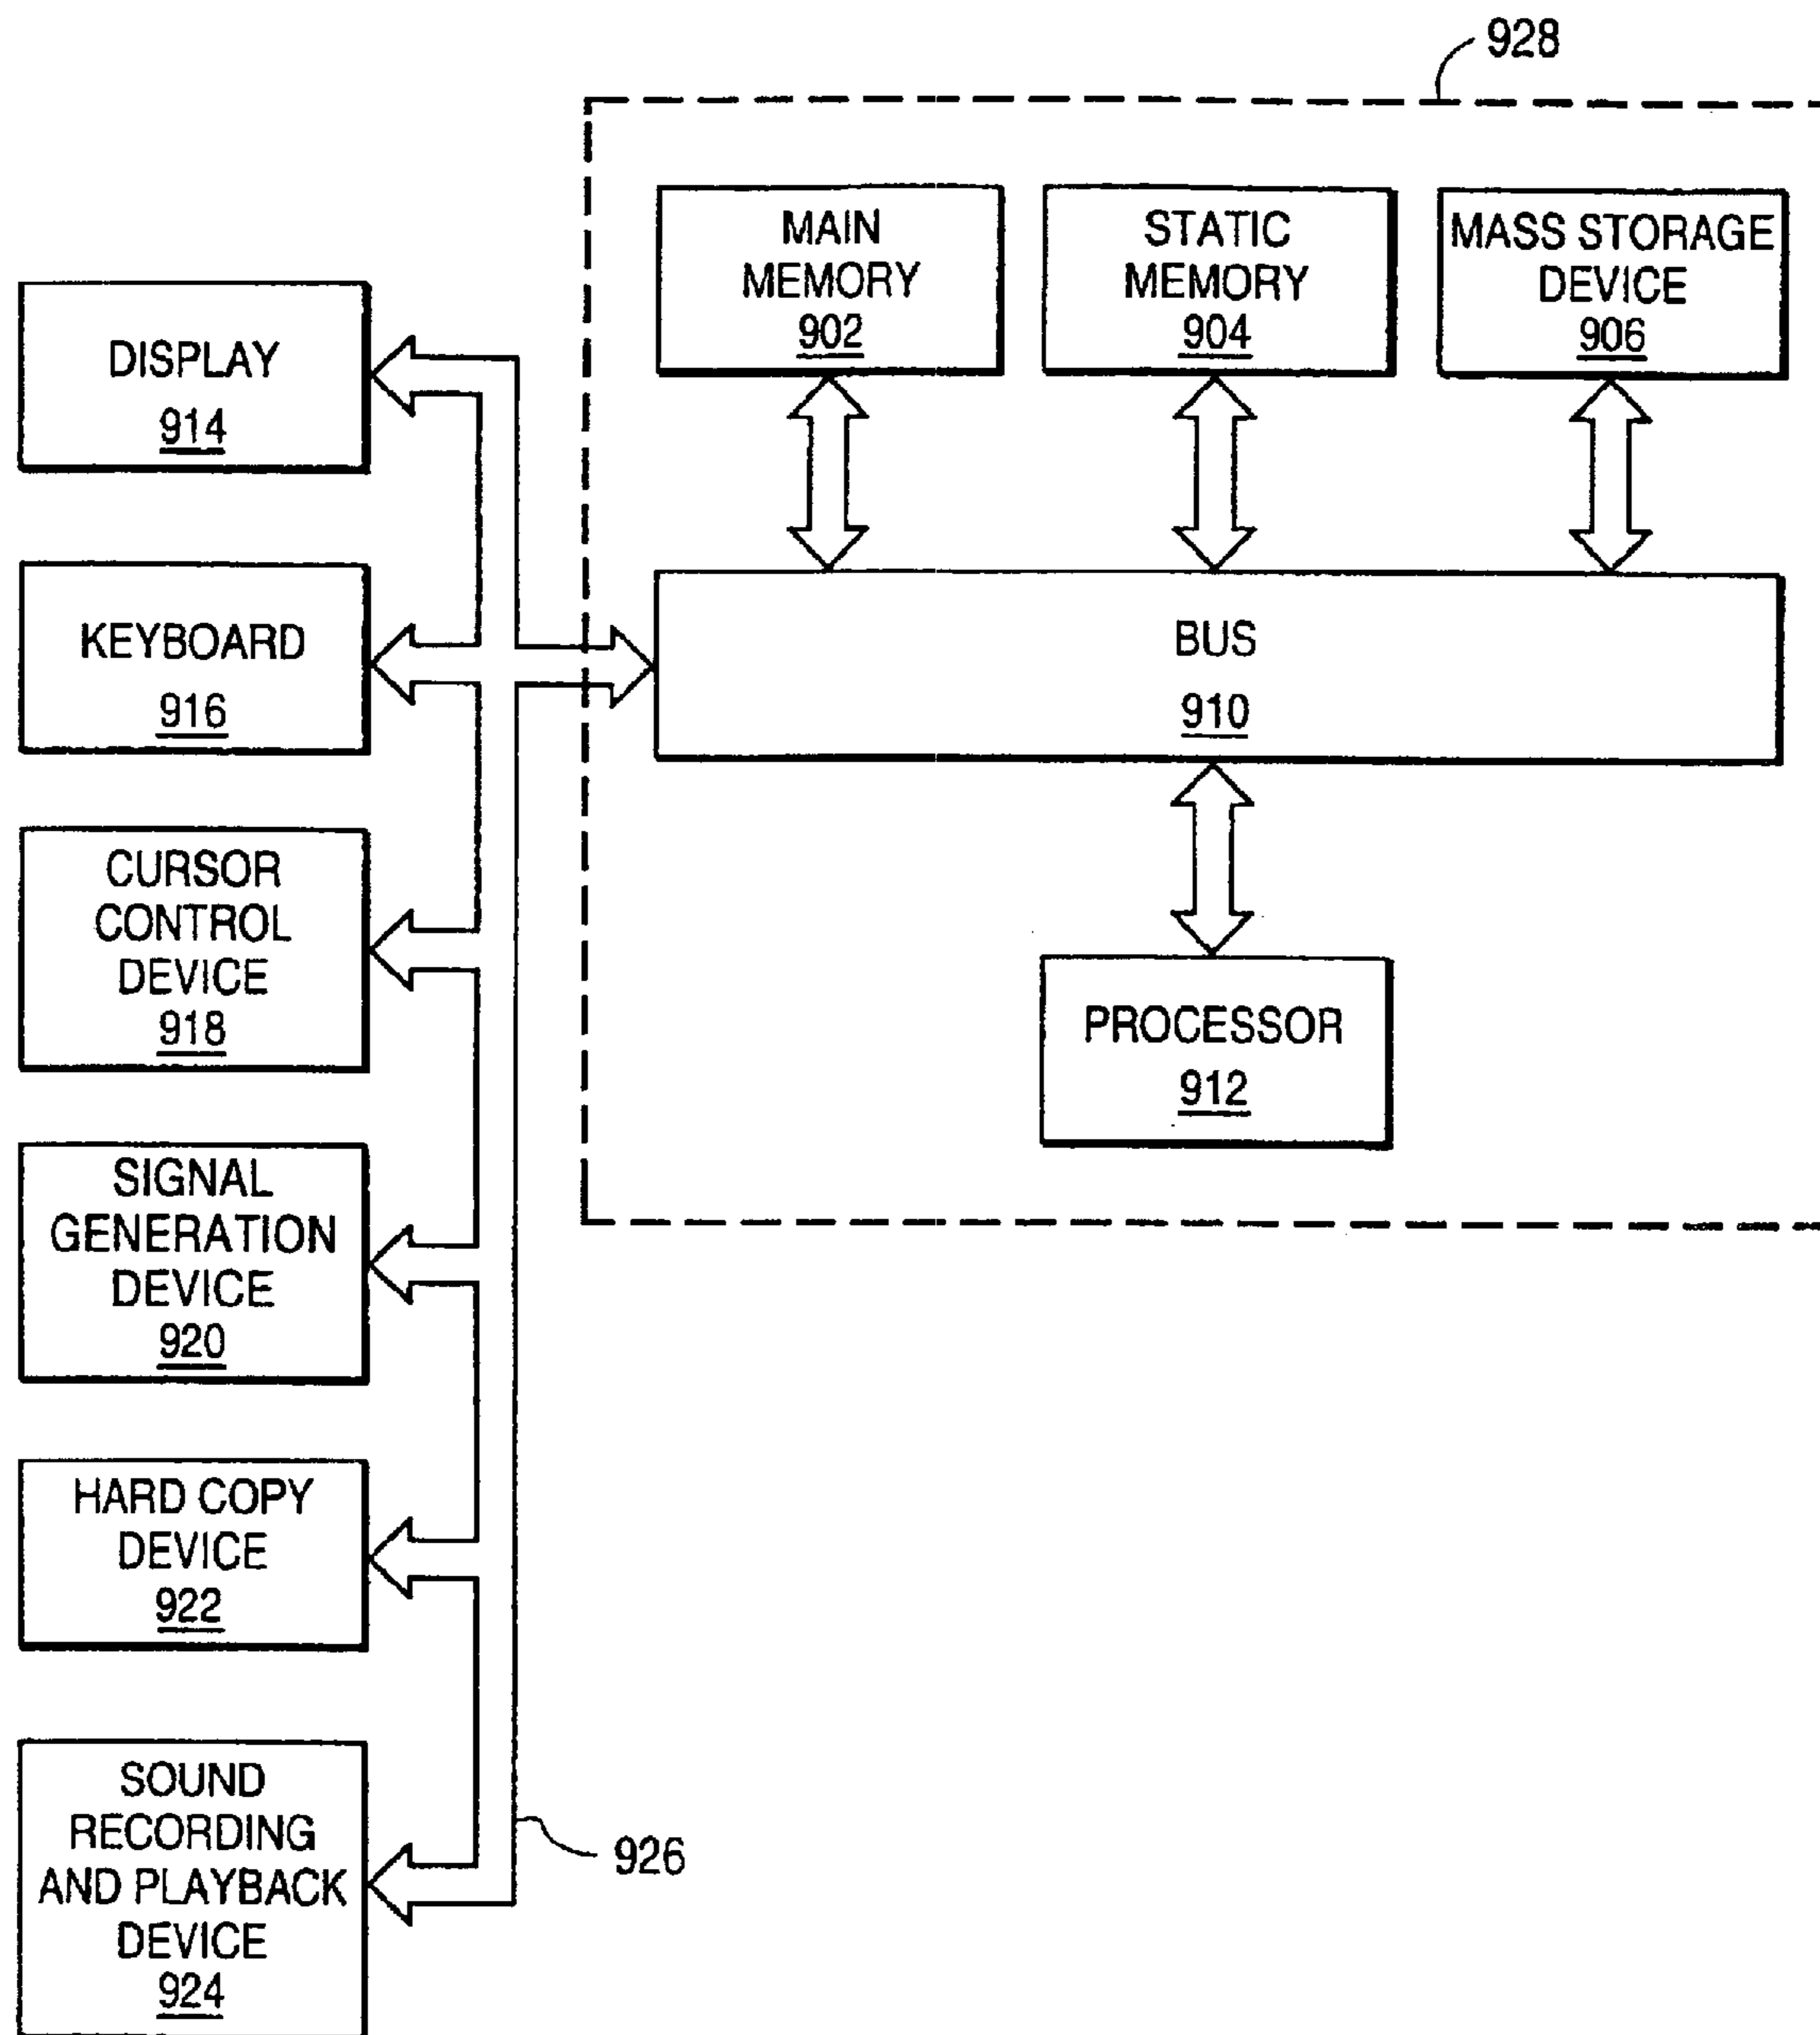 928
MAIN
MEMORY
902
STATIC
MEMORY
904
MASS STORAGE
DEVICE
906
DISPLAY
914
KEYBOARD
916
BUS
910
CURSOR
CONTROL
DEVICE
918
PROCESSOR
912
SIGNAL
GENERATION
DEVICE
920
HARD COPY
DEVICE
922
SOUND
RECORDING
AND PLAYBACK
DEVICE
924
926